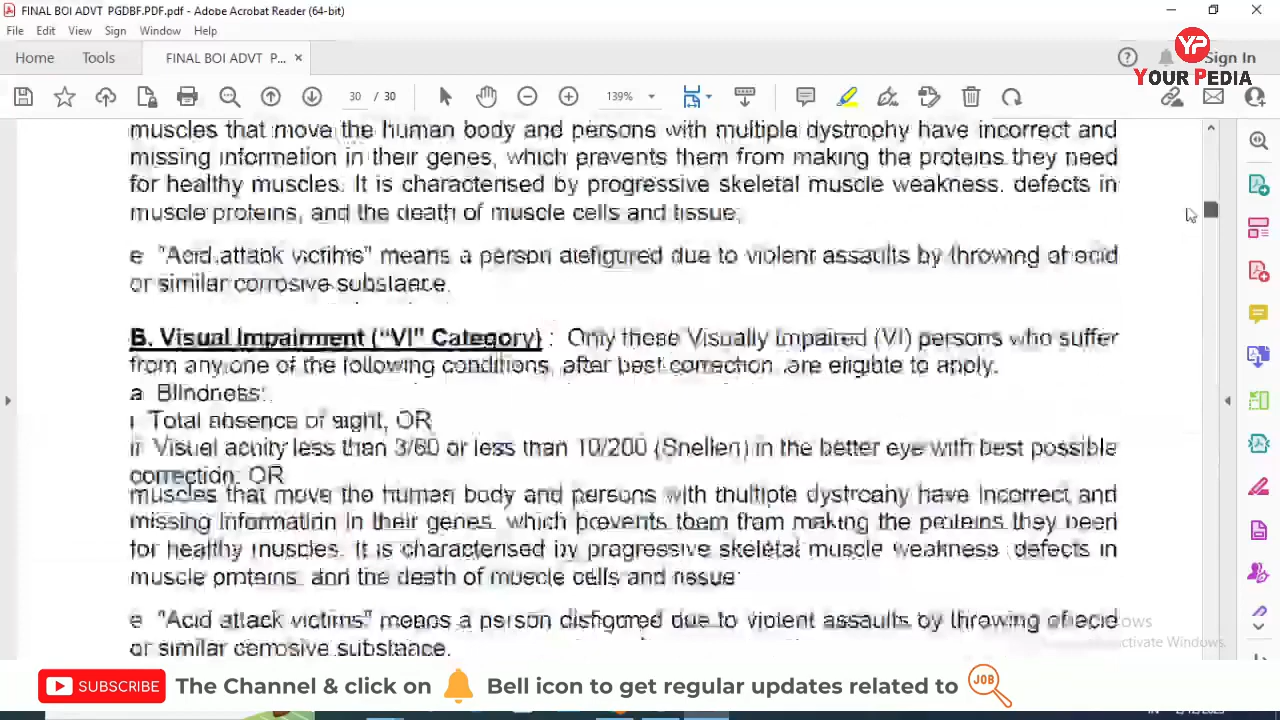 FINAL BOI ADVT PGDBF.PDF.pdf - Adobe Acrobat Reader (64-bit)
File Edit View Sign Window Help
Home Tools FINAL BOI ADVT P... × Sign In
YP
YOUR PEDIA
30 / 30 139%
muscles that move the human body and persons with multiple dystrophy have incorrect and
missing information in their genes, which prevents them from making the proteins they need
for healthy muscles. It is characterised by progressive skeletal muscle weakness, defects in
muscle proteins, and the death of muscle cells and tissue;
e "Acid attack victims" means a person disfigured due to violent assaults by throwing of acid
or similar corrosive substance.
B. Visual Impairment ("VI" Category) : Only those Visually Impaired (VI) persons who suffer
from any one of the following conditions, after best correction, are eligible to apply.
a Blindness:
i Total absence of sight, OR
ii Visual acuity less than 3/60 or less than 10/200 (Snellen) in the better eye with best possible
correction, OR
muscles that move the human body and persons with multiple dystrophy have incorrect and
missing information in their genes, which prevents them from making the proteins they need
for healthy muscles. It is characterised by progressive skeletal muscle weakness, defects in
muscle proteins, and the death of muscle cells and tissue;
e "Acid attack victims" means a person disfigured due to violent assaults by throwing of acid
or similar corrosive substance.
SUBSCRIBE The Channel & click on Bell icon to get regular updates related to JOB